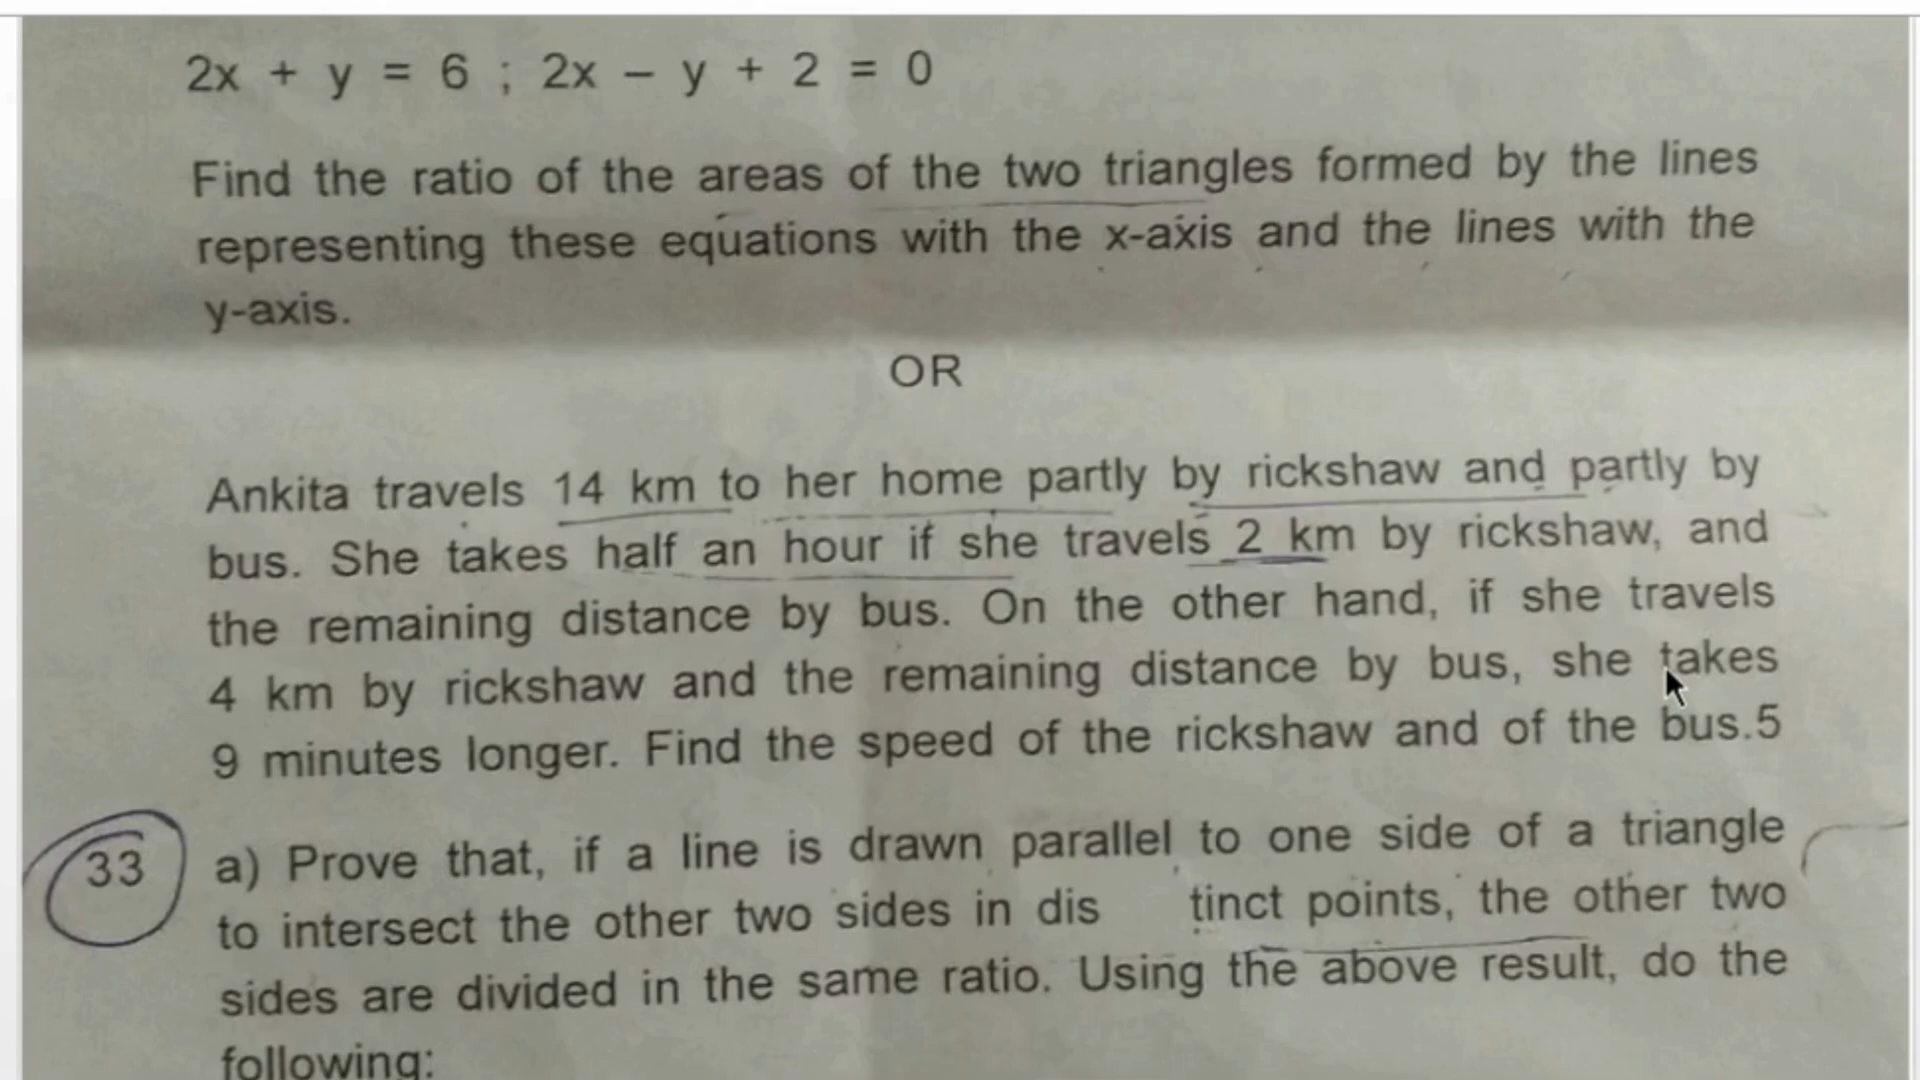 2x + y = 6 ; 2x – y + 2 = 0
Find the ratio of the areas of the two triangles formed by the lines
representing these equations with the x-axis and the lines with the
y-axis.
OR
Ankita travels 14 km to her home partly by rickshaw and partly by
bus. She takes half an hour if she travels 2 km by rickshaw, and
the remaining distance by bus. On the other hand, if she travels
4 km by rickshaw and the remaining distance by bus, she takes
9 minutes longer. Find the speed of the rickshaw and of the bus.5
33 a) Prove that, if a line is drawn parallel to one side of a triangle
to intersect the other two sides in dis tinct points, the other two
sides are divided in the same ratio. Using the above result, do the
following: